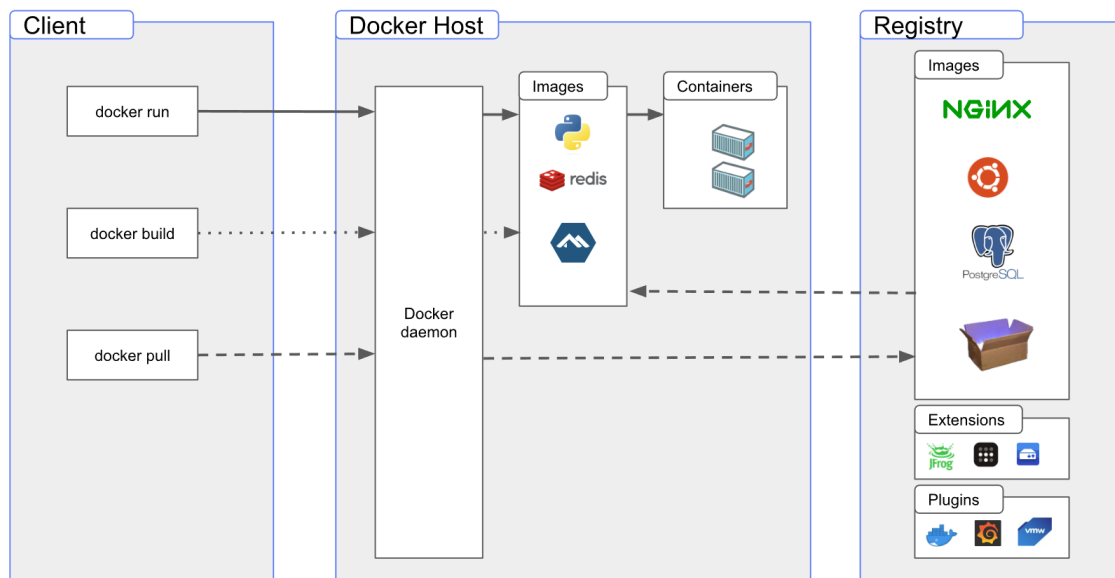 Client
docker run
docker build
docker pull
Docker Host
Docker
daemon
Images
redis
Containers
Registry
Images
NGINX
PostgreSQL
Extensions
JFrog
Plugins
vmw